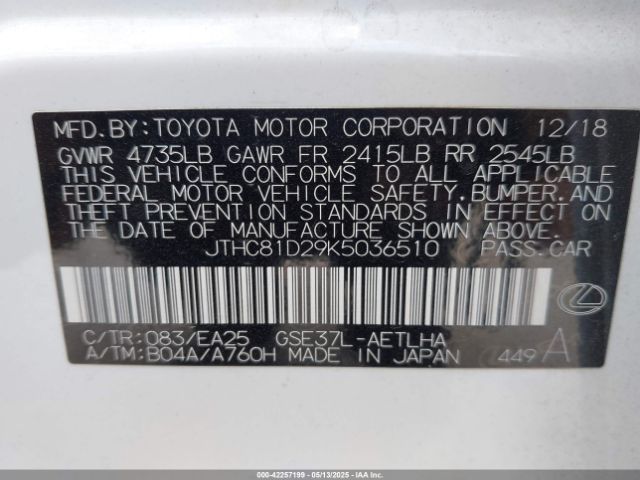 MFD.BY:TOYOTA MOTOR CORPORATION 12/18
GVWR 4735LB GAWR FR 2415LB RR 2545LB
THIS VEHICLE CONFORMS TO ALL APPLICABLE
FEDERAL MOTOR VEHICLE SAFETY, BUMPER,AND
THEFT PREVENTION STANDARDS IN EFFECT ON
THE DATE OF MANUFACTURE SHOWN ABOVE.
JTHC81D29K5036510 PASS.CAR
C/TR:083/EA25 GSE37L-AETLHA
A/TM:B04A/A760H MADE IN JAPAN 449 A
000-42257199 - 05/13/2025 - IAAI.COM